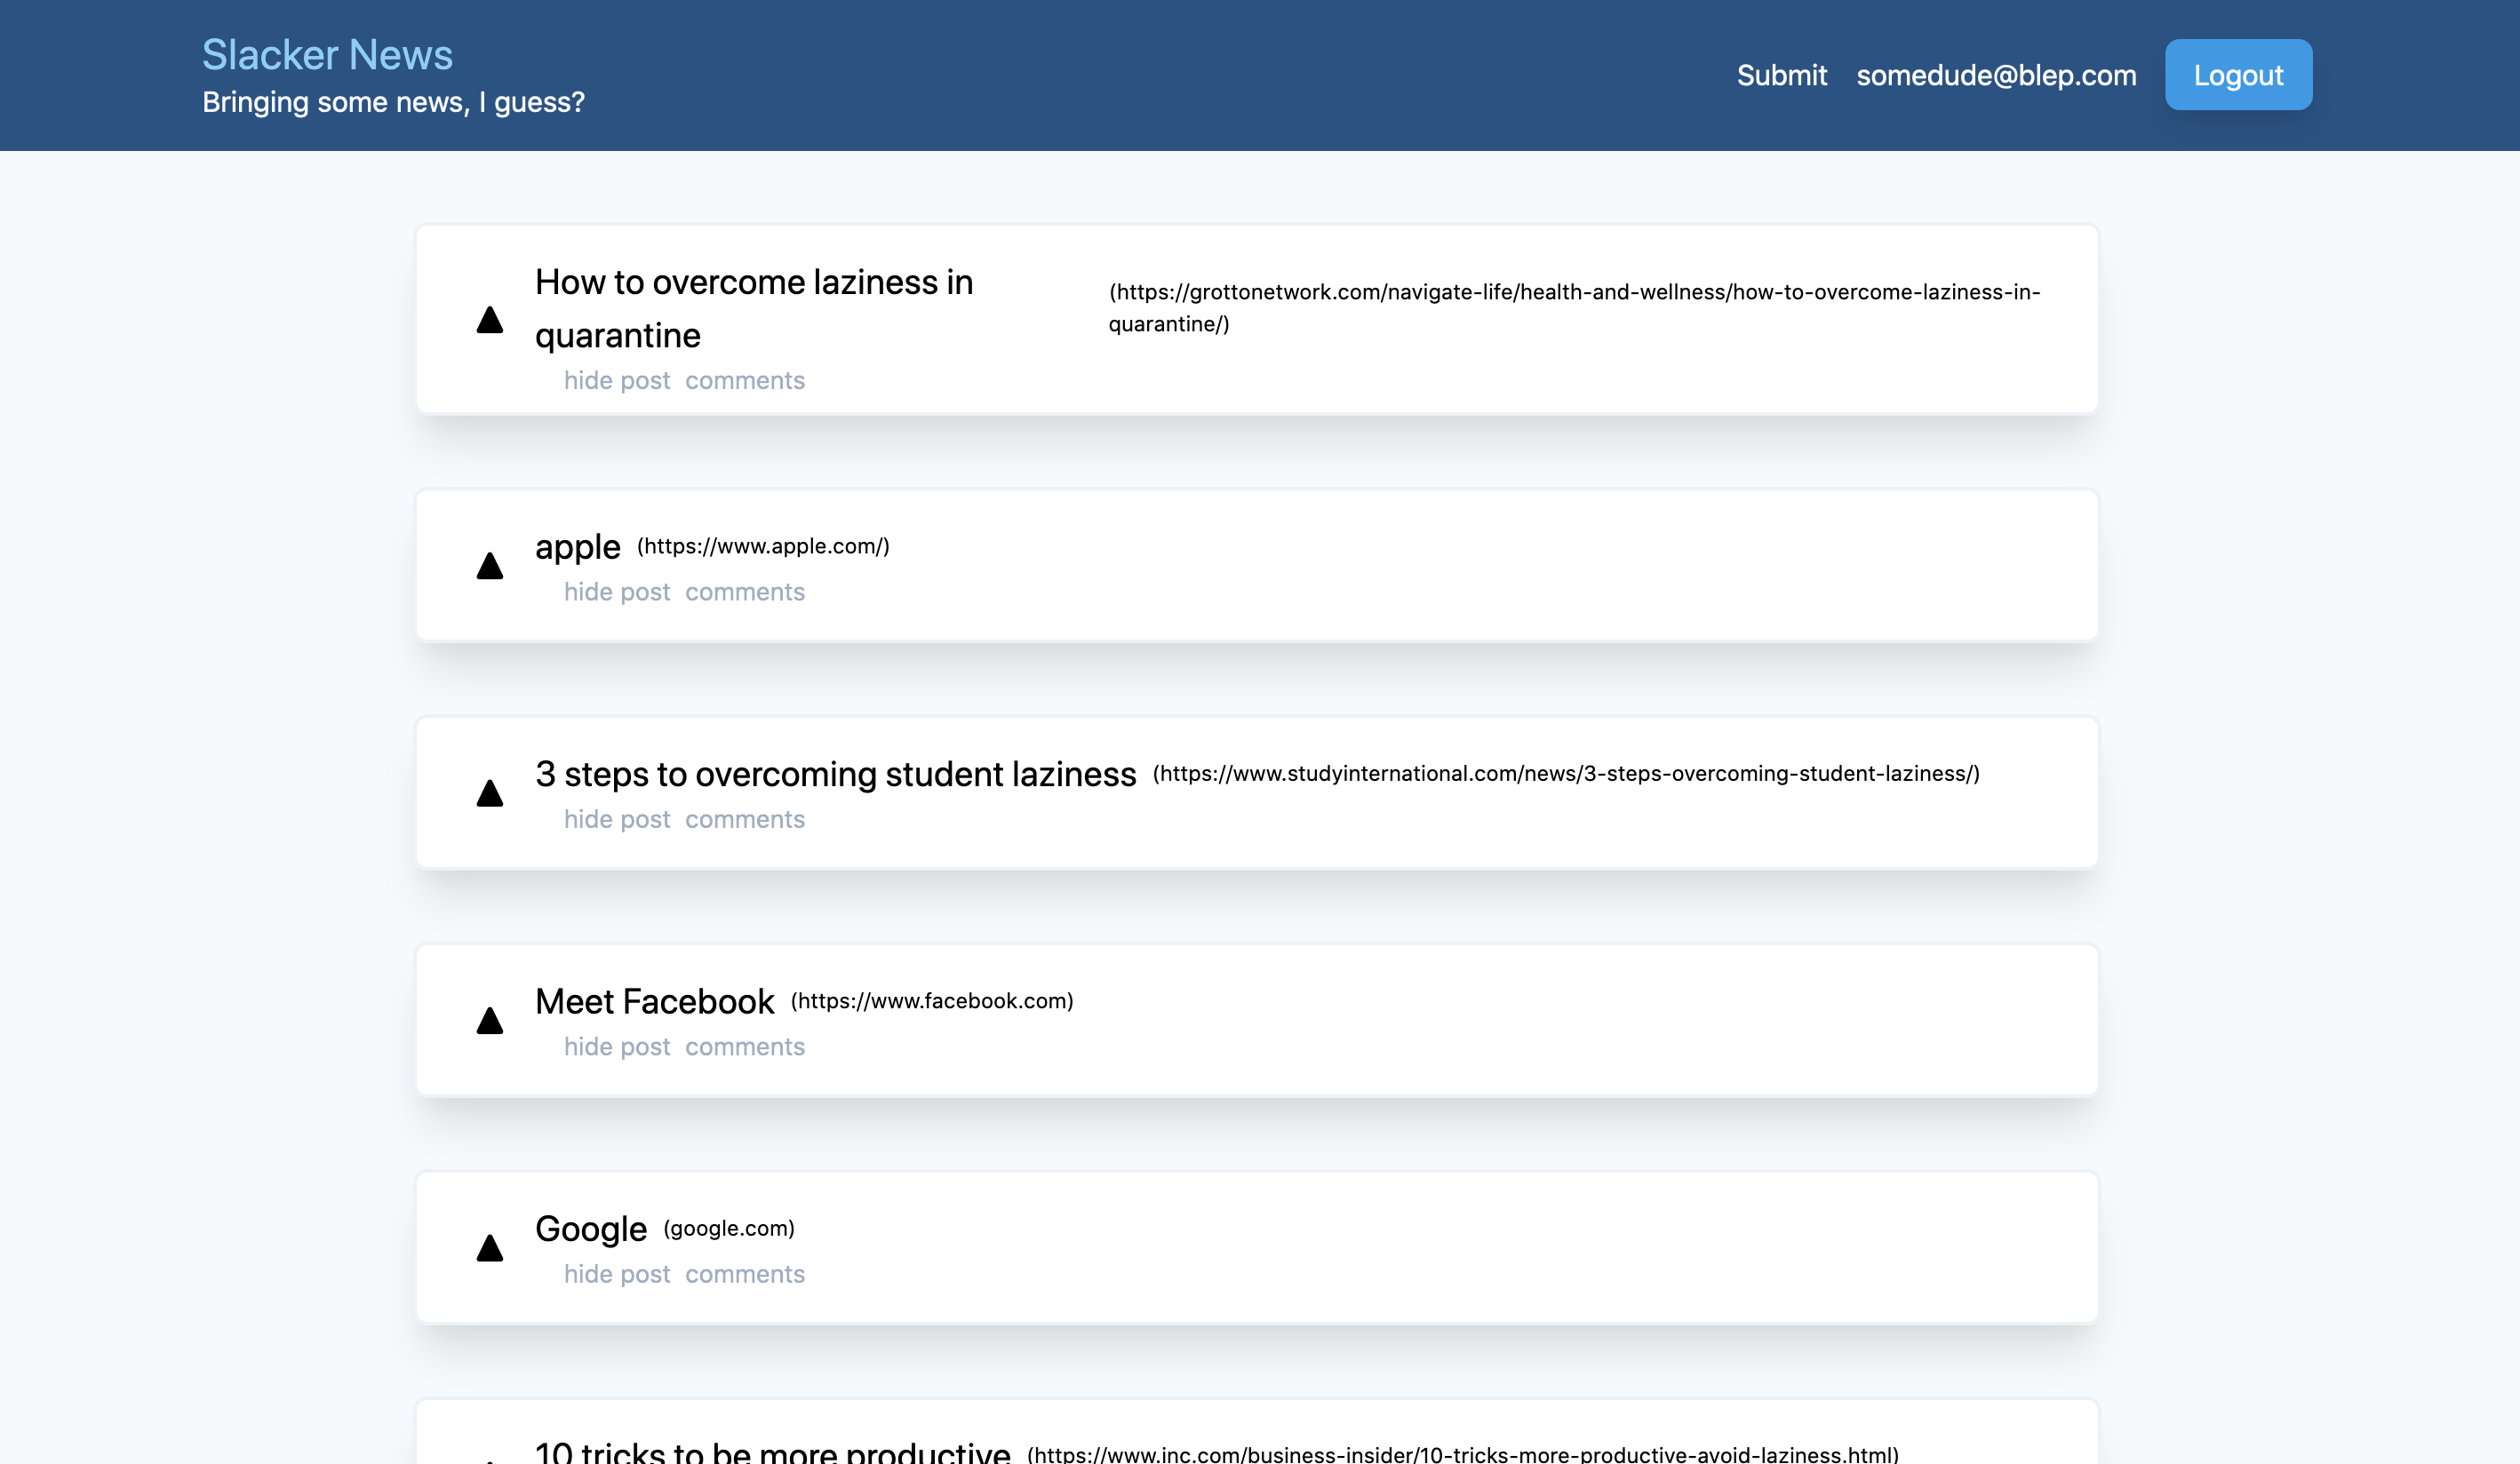 Slacker News
Bringing some news, I guess?
Submit somedude@blep.com Logout
How to overcome laziness in
quarantine
(https://grottonetwork.com/navigate-life/health-and-wellness/how-to-overcome-laziness-in-
quarantine/)
hide post comments
apple (https://www.apple.com/)
hide post comments
3 steps to overcoming student laziness (https://www.studyinternational.com/news/3-steps-overcoming-student-laziness/)
hide post comments
Meet Facebook (https://www.facebook.com)
hide post comments
Google (google.com)
hide post comments
10 tricks to be more productive (https://www.inc.com/business-insider/10-tricks-more-productive-avoid-laziness.html)